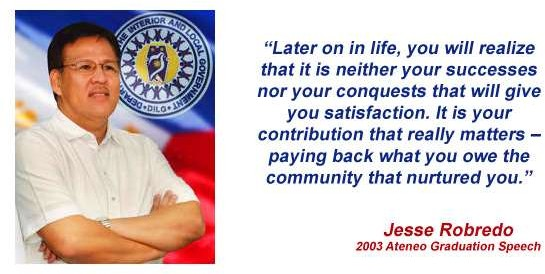 “Later on in life, you will realize
that it is neither your successes
nor your conquests that will give
you satisfaction. It is your
contribution that really matters –
paying back what you owe the
community that nurtured you.”
Jesse Robredo
2003 Ateneo Graduation Speech
THE INTERIOR AND LOCAL GOVERNMENT
DILG